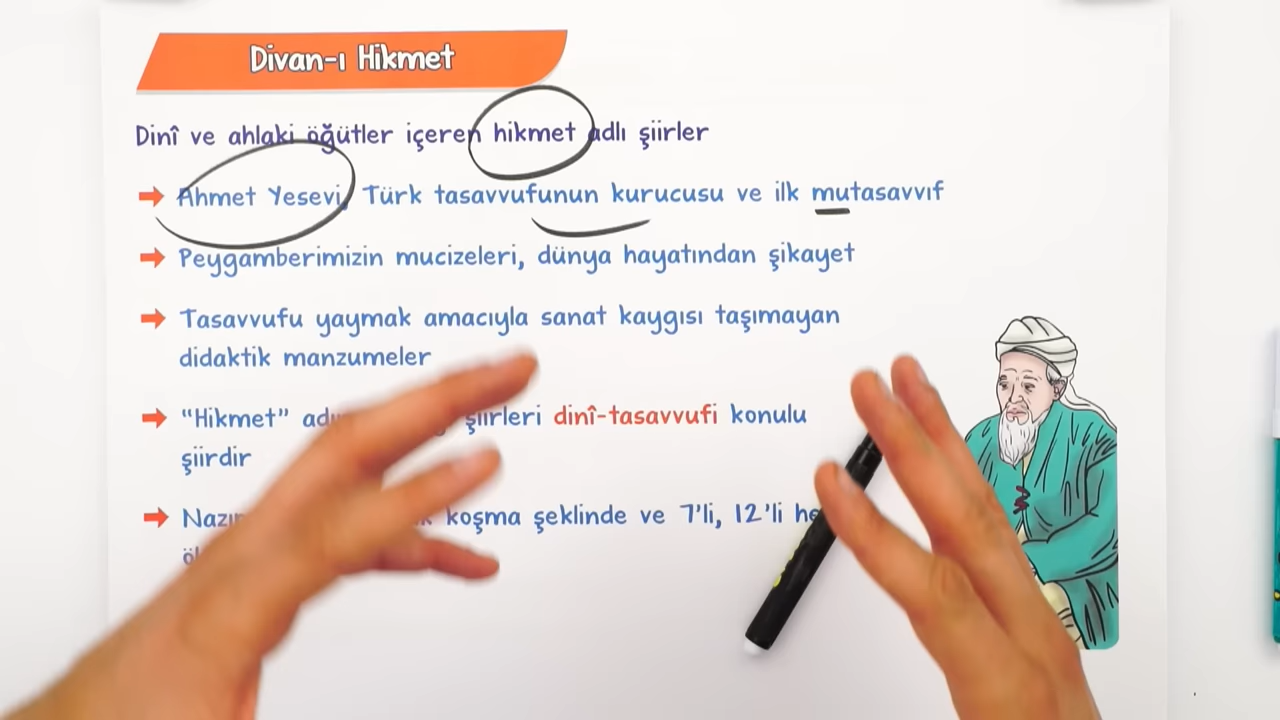 Divan-ı Hikmet
Dinî ve ahlaki öğütler içeren hikmet adlı şiirler
Ahmet Yesevi, Türk tasavvufunun kurucusu ve ilk mutasavvıf
Peygamberimizin mucizeleri, dünya hayatından şikayet
Tasavvufu yaymak amacıyla sanat kaygısı taşımayan
didaktik manzumeler
“Hikmet” şiirleri dinî-tasavvufi konulu
şiirdir
koşma şeklinde ve 7'li, 12'li